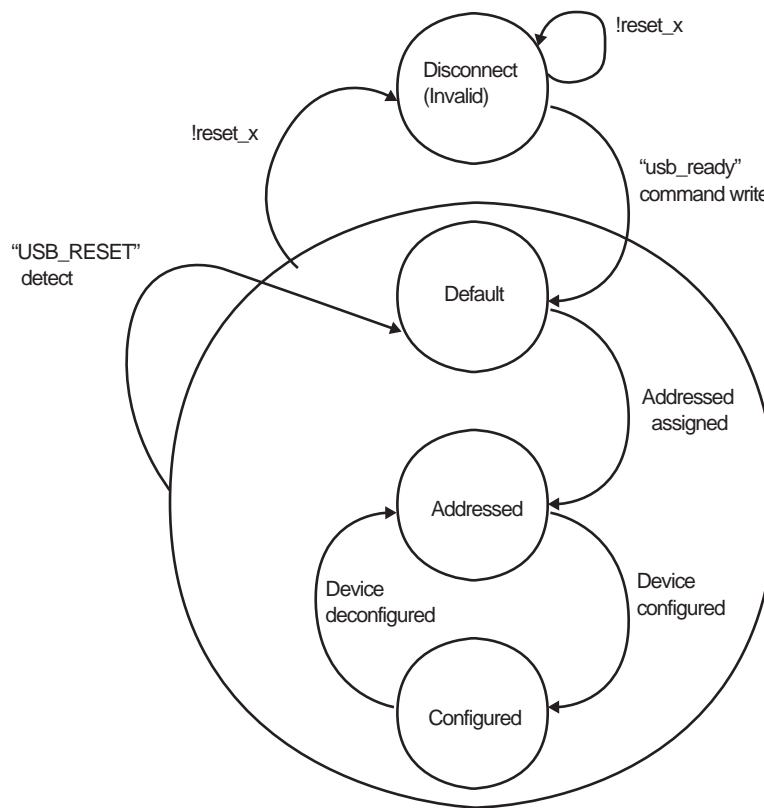 !reset_x
Disconnect
(Invalid)
!reset_x
"usb_ready"
command write
"USB_RESET"
detect
Default
Addressed
assigned
Addressed
Device
deconfigured
Device
configured
Configured